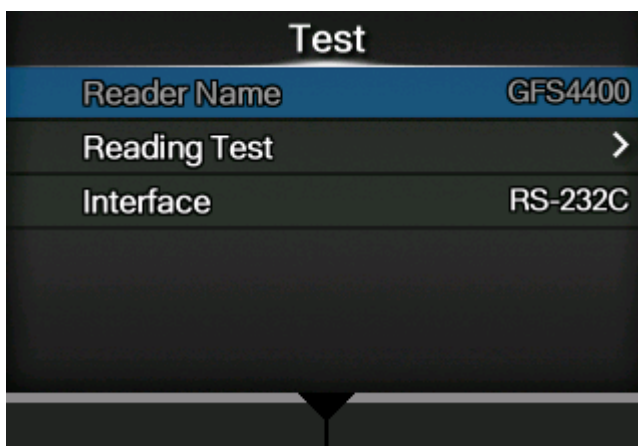 Test
Reader Name GFS4400
Reading Test >
Interface RS-232C